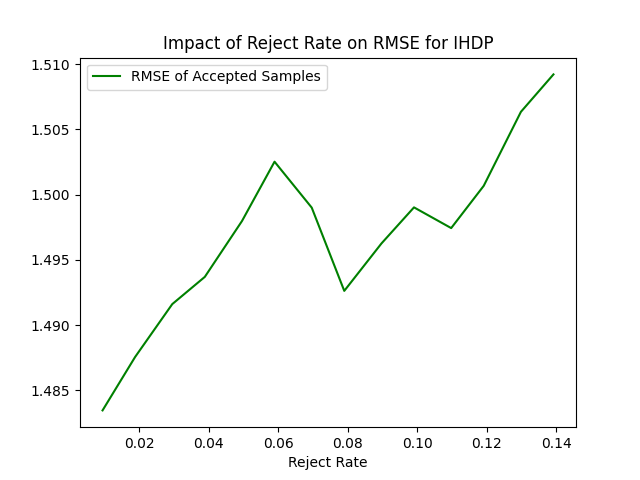 Impact of Reject Rate on RMSE for IHDP
RMSE of Accepted Samples
1.510
1.505
1.500
1.495
1.490
1.485
0.02 0.04 0.06 0.08 0.10 0.12 0.14
Reject Rate